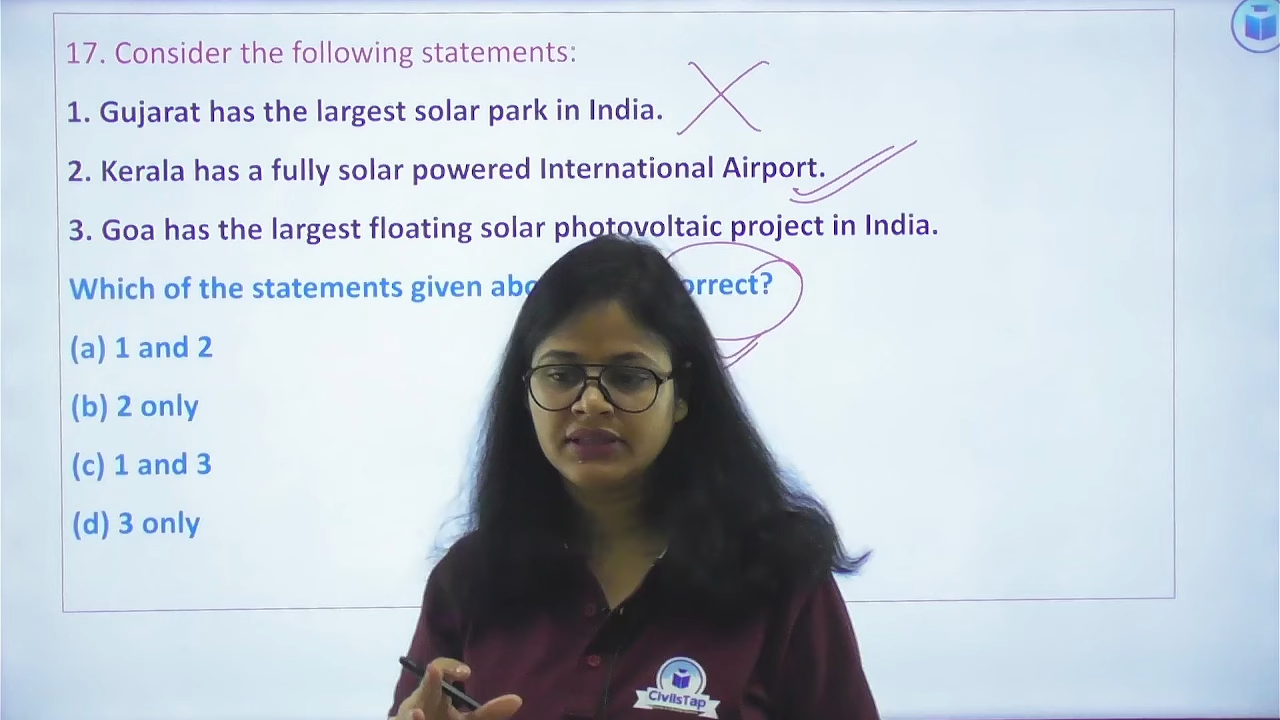 17. Consider the following statements:
1. Gujarat has the largest solar park in India.
2. Kerala has a fully solar powered International Airport.
3. Goa has the largest floating solar photovoltaic project in India.
Which of the statements given
(a) 1 and 2
(b) 2 only
(c) 1 and 3
(d) 3 only
CivilsTap